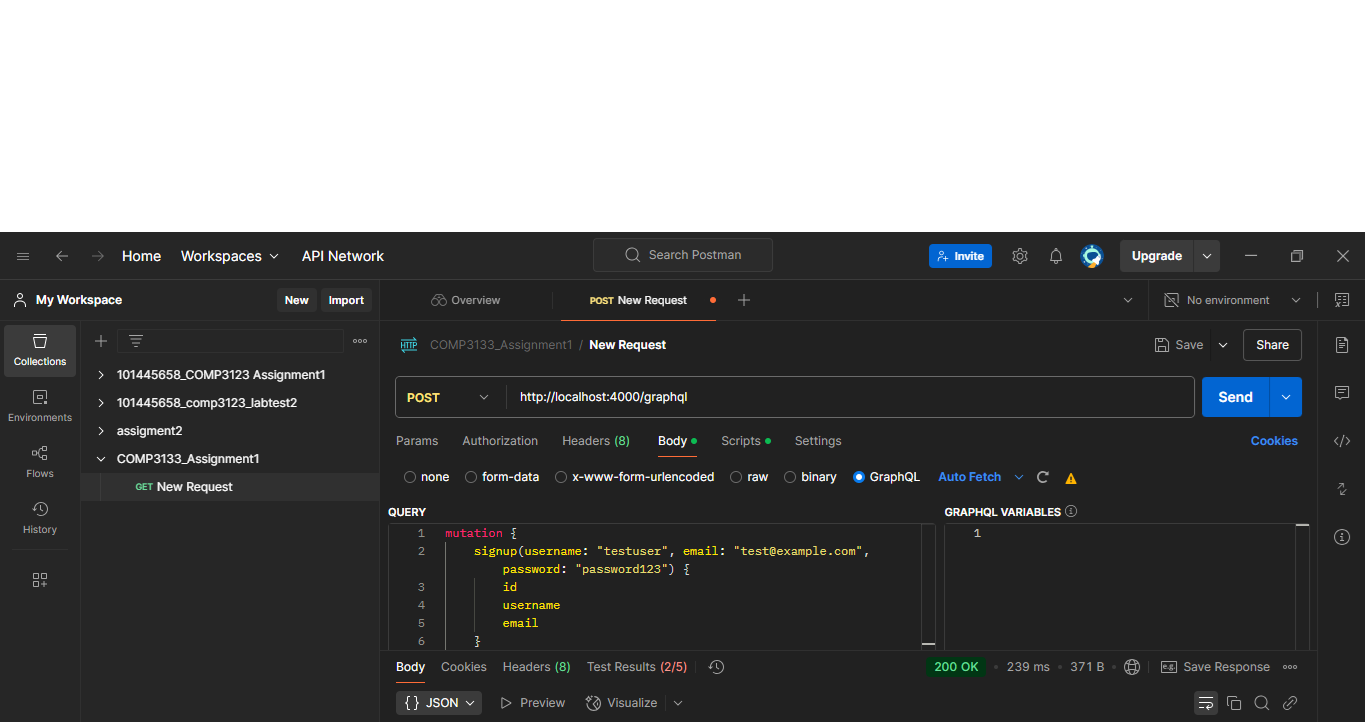 Home Workspaces API Network Search Postman Invite Upgrade
My Workspace New Import Overview POST New Request No environment
Collections
Environments
Flows
History
101445658_COMP3123 Assignment1
101445658_comp3123_labtest2
assigment2
COMP3133_Assignment1
GET New Request
HTTP COMP3133_Assignment1 / New Request Save Share
POST http://localhost:4000/graphql Send
Params Authorization Headers (8) Body Scripts Settings Cookies
none form-data x-www-form-urlencoded raw binary GraphQL Auto Fetch
QUERY GRAPHQL VARIABLES
1 mutation { 1
2 signup(username: "testuser", email: "test@example.com",
password: "password123") {
3 id
4 username
5 email
6 }
Body Cookies Headers (8) Test Results (2/5) 200 OK • 239 ms • 371 B • e.g. Save Response
{} JSON Preview Visualize